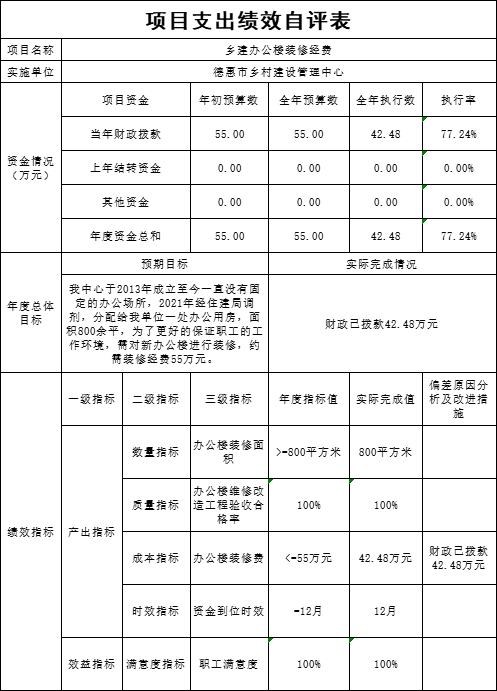 项目支出绩效自评表
项目名称 乡建办公楼装修经费
实施单位 德惠市乡村建设管理中心
资金情况
（万元）
项目资金 年初预算数 全年预算数 全年执行数 执行率
当年财政拨款 55.00 55.00 42.48 77.24%
上年结转资金 0.00 0.00 0.00 0.00%
其他资金 0.00 0.00 0.00 0.00%
年度资金总和 55.00 55.00 42.48 77.24%
年度总体
目标
预期目标 实际完成情况
我中心于2013年成立至今一直没有固
定的办公场所，2021年经住建局调
剂，分配给我单位一处办公用房，面
积800余平，为了更好的保证职工的工
作环境，需对新办公楼进行装修，约
需装修经费55万元。
财政已拨款42.48万元
绩效指标
一级指标 二级指标 三级指标 年度指标值 实际完成值
偏差原因分
析及改进措
施
产出指标
数量指标
办公楼装修面
积
>=800平方米 800平方米
质量指标
办公楼维修改
造工程验收合
格率
100% 100%
成本指标 办公楼装修费 <=55万元 42.48万元
财政已拨款
42.48万元
时效指标 资金到位时效 =12月 12月
效益指标 满意度指标 职工满意度 100% 100%